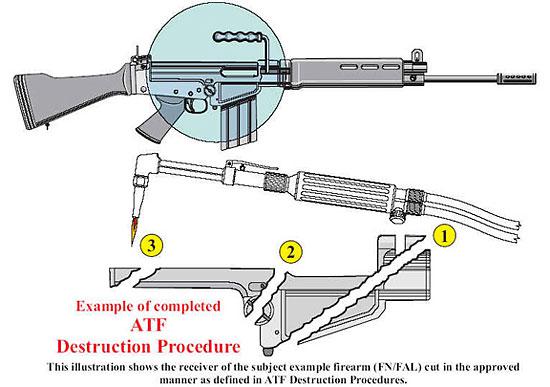 1
2
3
Example of completed
ATF
Destruction Procedure
This illustration shows the receiver of the subject example firearm (FN/FAL) cut in the approved
manner as defined in ATF Destruction Procedures.